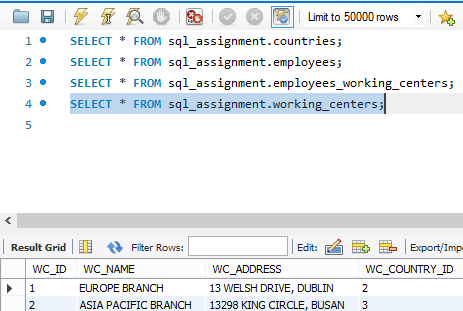 Limit to 50000 rows
1 SELECT * FROM sql_assignment.countries;
2 SELECT * FROM sql_assignment.employees;
3 SELECT * FROM sql_assignment.employees_working_centers;
4 SELECT * FROM sql_assignment.working_centers;
5
Result Grid Filter Rows: Edit: Export/Imp
WC_ID WC_NAME WC_ADDRESS WC_COUNTRY_ID
1 EUROPE BRANCH 13 WELSH DRIVE, DUBLIN 2
2 ASIA PACIFIC BRANCH 13298 KING CIRCLE, BUSAN 3